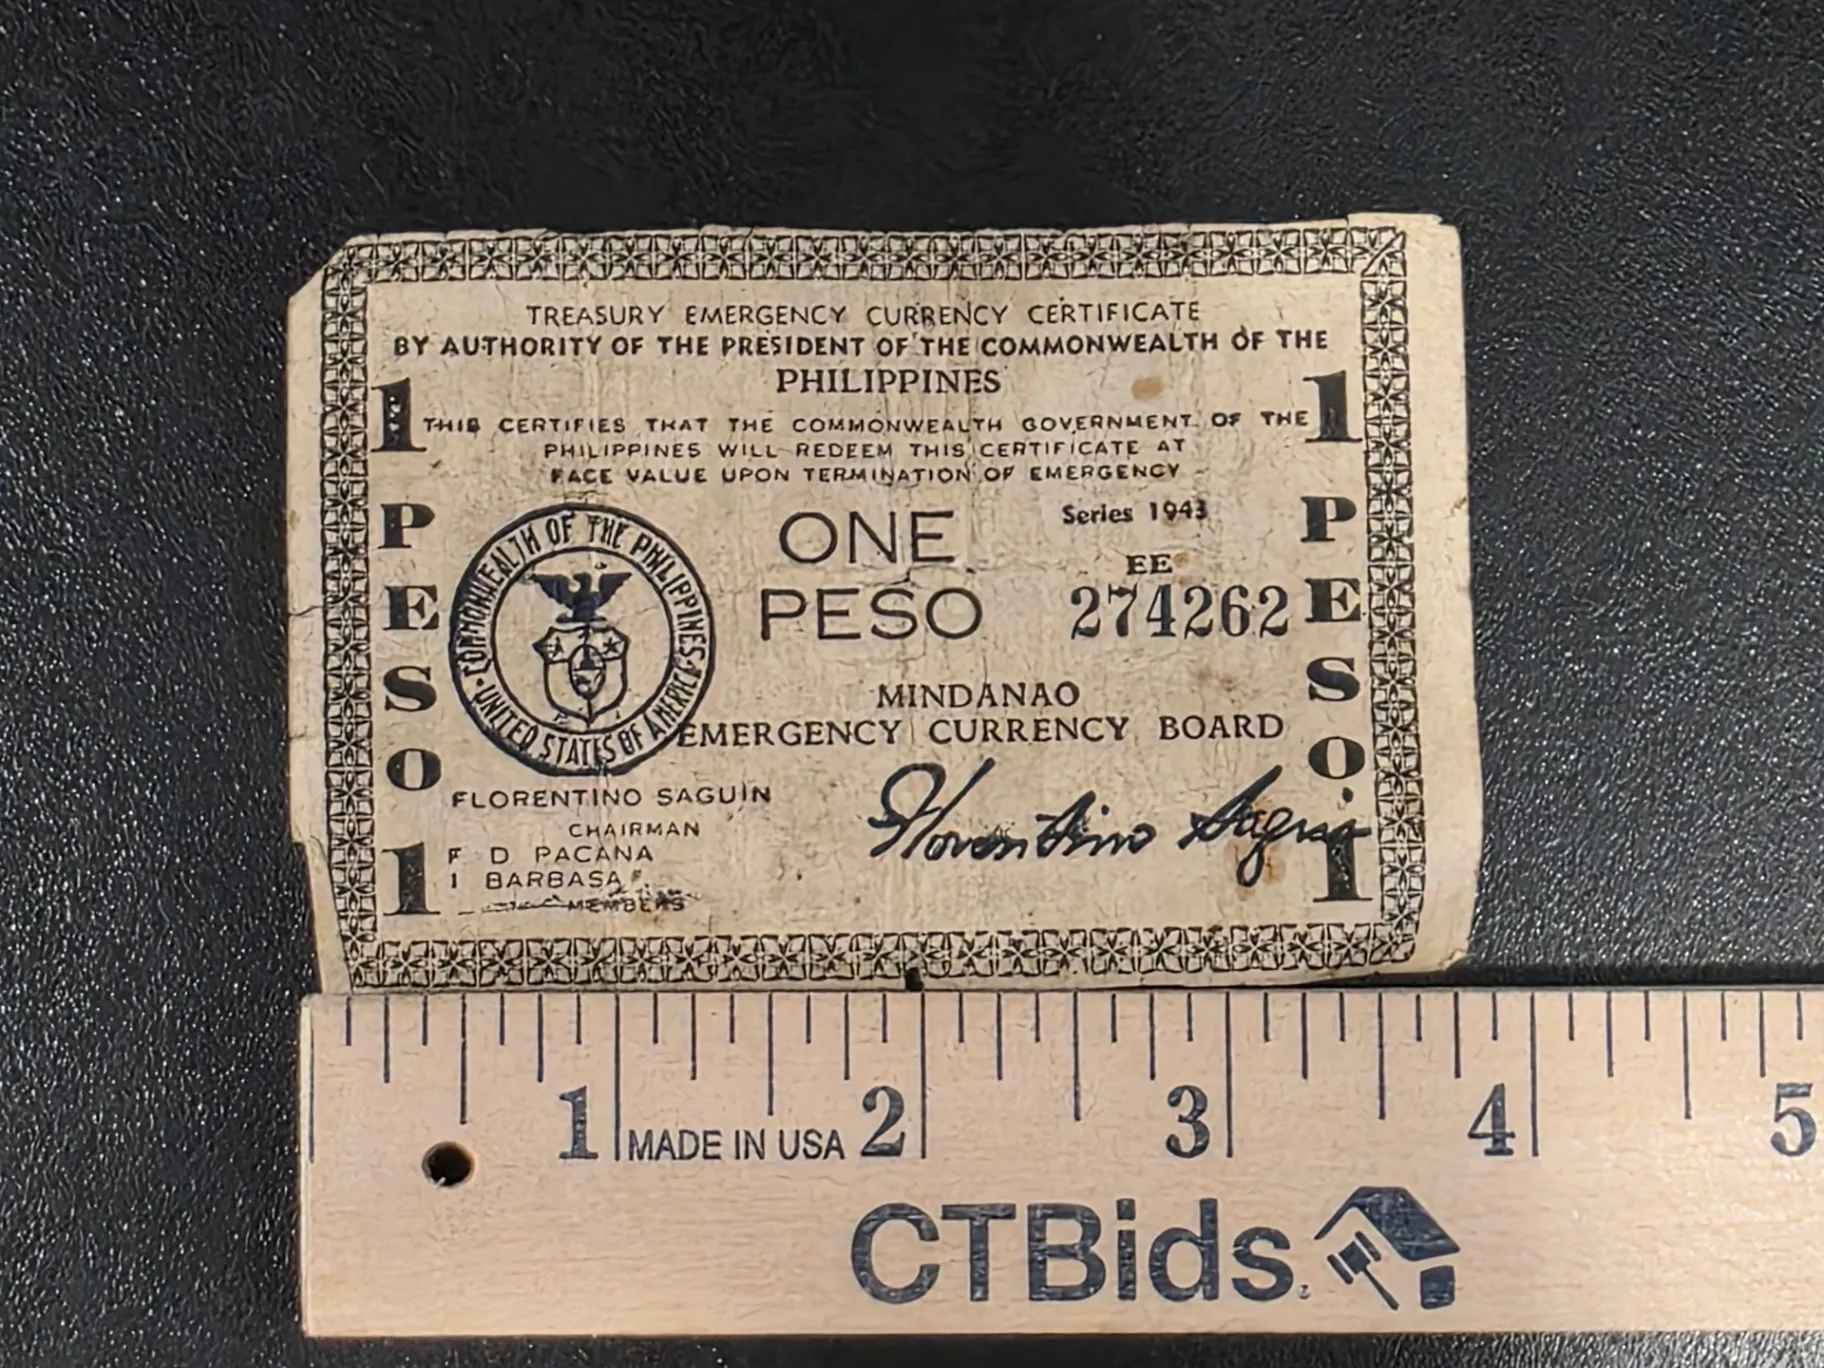 TREASURY EMERGENCY CURRENCY CERTIFICATE
BY AUTHORITY OF THE PRESIDENT OF THE COMMONWEALTH OF THE
PHILIPPINES
THIS CERTIFIES THAT THE COMMONWEALTH GOVERNMENT OF THE
PHILIPPINES WILL REDEEM THIS CERTIFICATE AT
FACE VALUE UPON TERMINATION OF EMERGENCY
1 PESO 1
1 PESO 1
COMMONWEALTH OF THE PHILIPPINES
UNITED STATES OF AMERICA
ONE
PESO
Series 1943
EE
274262
MINDANAO
EMERGENCY CURRENCY BOARD
FLORENTINO SAGUIN
CHAIRMAN
F D PACANA
I BARBASA
MEMBERS
Florentino Saguin
1 2 3 4 5
MADE IN USA
CTBids.